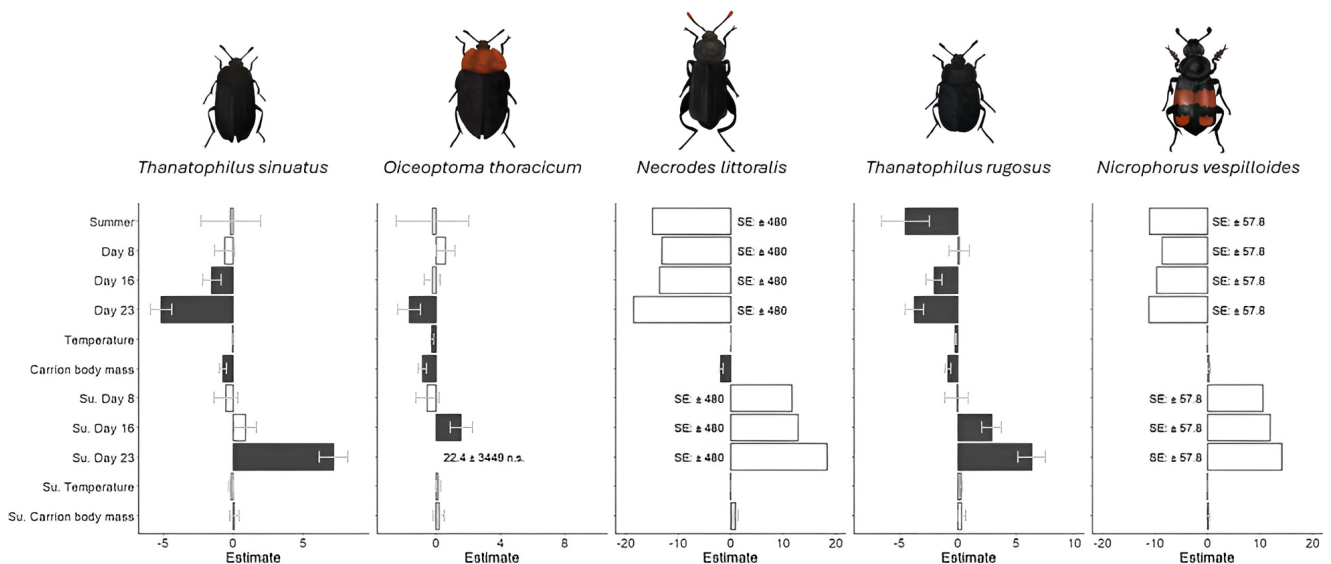 Thanatophilus sinuatus
Oiceoptoma thoracicum
Necrodes littoralis
Thanatophilus rugosus
Nicrophorus vespilloides
Summer
Day 8
Day 16
Day 23
Temperature
Carrion body mass
Su. Day 8
Su. Day 16
Su. Day 23
Su. Temperature
Su. Carrion body mass
-5 0 5
Estimate
22.4 ± 3449 n.s.
0 4 8
Estimate
SE: ± 480
SE: ± 480
SE: ± 480
SE: ± 480
SE: ± 480
SE: ± 480
SE: ± 480
-20 -10 0 10 20
Estimate
-5 0 5 10
Estimate
SE: ± 57.8
SE: ± 57.8
SE: ± 57.8
SE: ± 57.8
SE: ± 57.8
SE: ± 57.8
SE: ± 57.8
-20 -10 0 10 20
Estimate